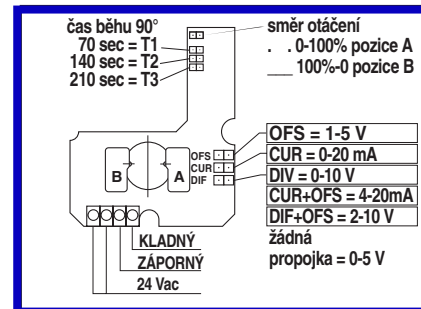 čas běhu 90°
70 sec = T1
140 sec = T2
210 sec = T3
směr otáčení
. . 0-100% pozice A
___ 100%-0 pozice B
OFS
CUR
DIF
B
A
OFS = 1-5 V
CUR = 0-20 mA
DIV = 0-10 V
CUR+OFS = 4-20mA
DIF+OFS = 2-10 V
žádná
propojka = 0-5 V
KLADNÝ
ZÁPORNÝ
24 Vac